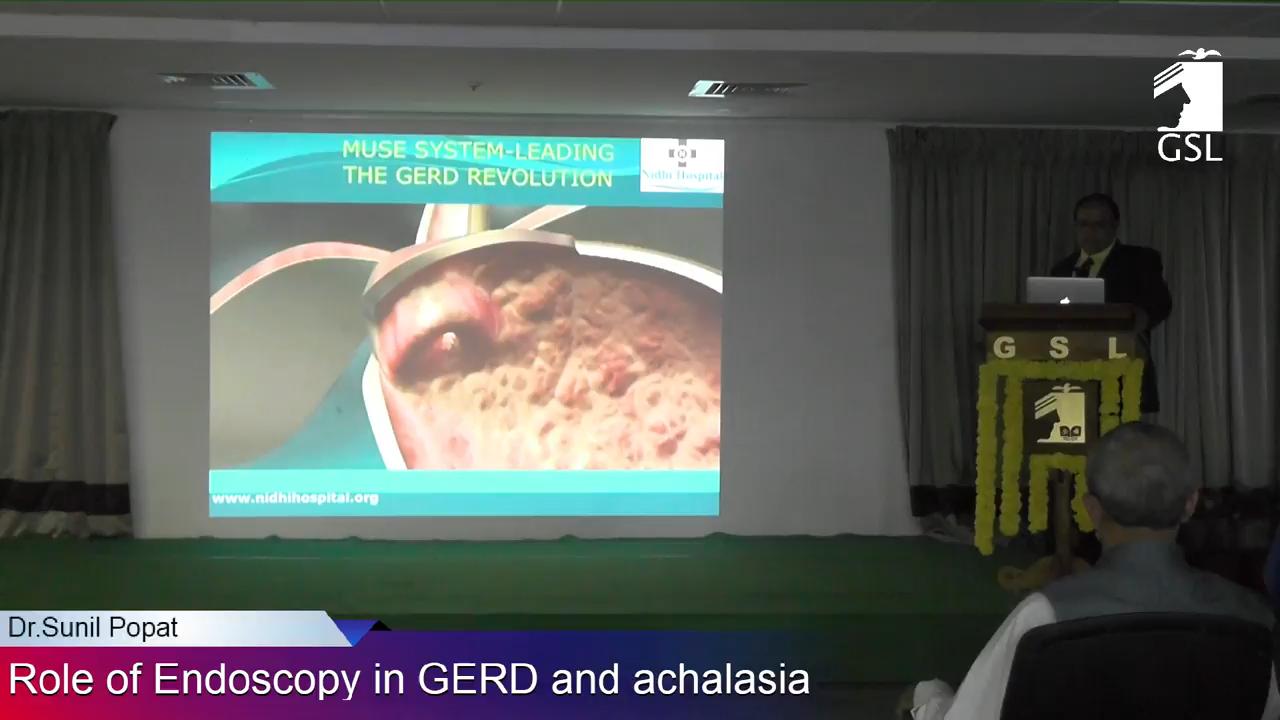 MUSE SYSTEM-LEADING
THE GERD REVOLUTION
Nidhi Hospital
www.nidhihospital.org
GSL
G S L
Dr.Sunil Popat
Role of Endoscopy in GERD and achalasia